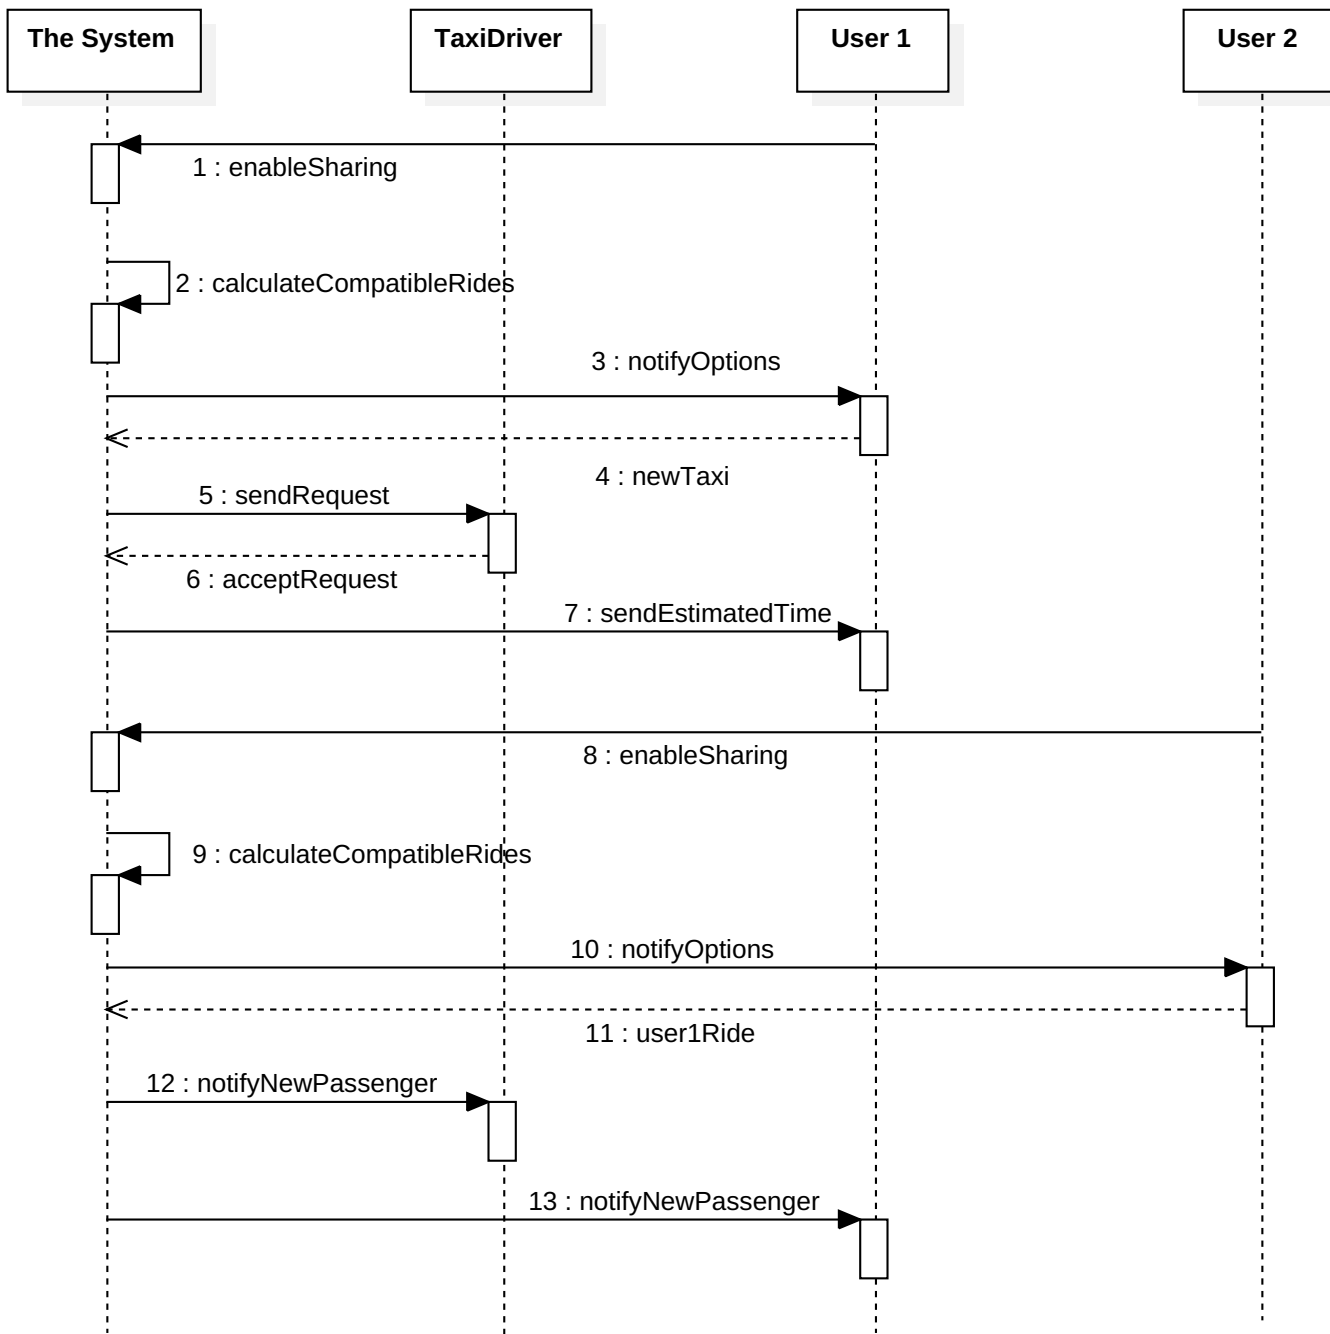 The System
TaxiDriver
User 1
User 2
1 : enableSharing
2 : calculateCompatibleRides
3 : notifyOptions
4 : newTaxi
5 : sendRequest
6 : acceptRequest
7 : sendEstimatedTime
8 : enableSharing
9 : calculateCompatibleRides
10 : notifyOptions
11 : user1Ride
12 : notifyNewPassenger
13 : notifyNewPassenger